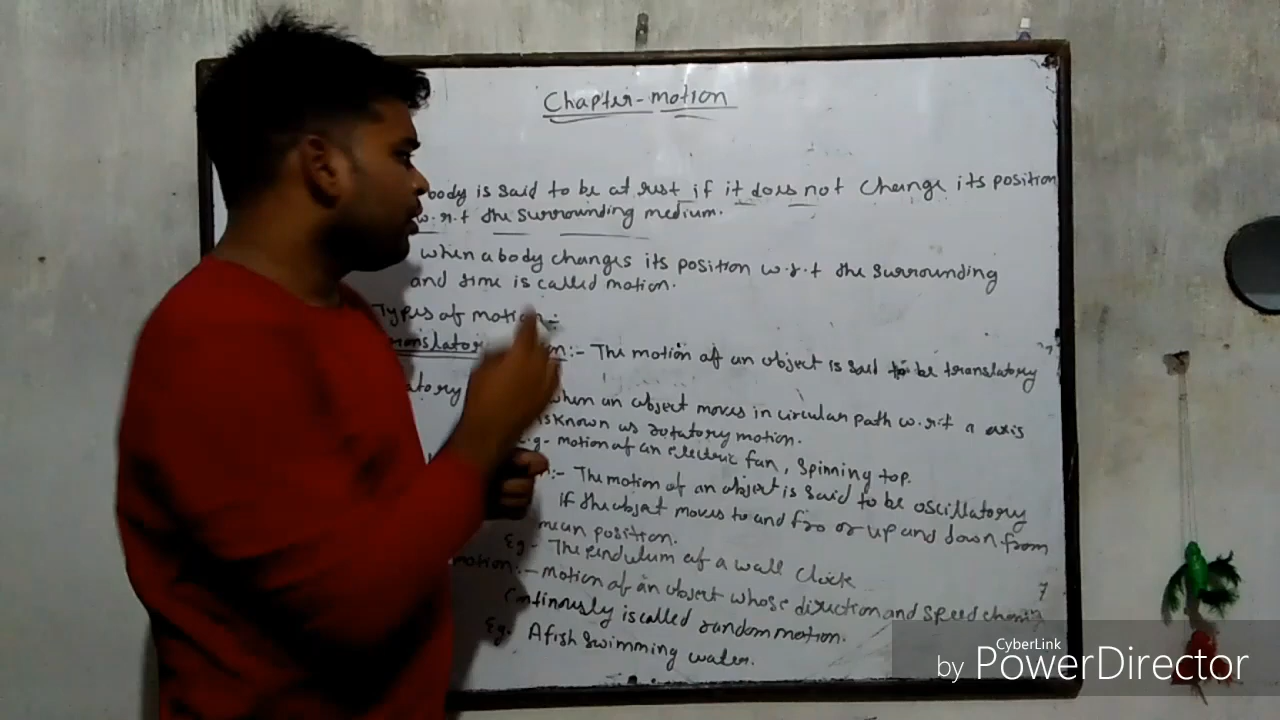 Chapter-motion
body is said to be at rest if it does not change its position
w.r.t the surrounding medium.
when a body changes its position w.r.t the surrounding
and time is called motion.
Types of motion:-
:- The motion of an object is said to be translatory
when an object moves in circular path w.r.t a axis
is known as rotatory motion.
E.g- motion of an electric fan, spinning top.
:- The motion of an object is said to be oscillatory
if the object moves to and fro or up and down from
mean position.
Eg- The pendulum of a wall clock
motion:- motion of an object whose direction and speed
continously is called random motion.
Eg. A fish swimming water.
CyberLink
by PowerDirector